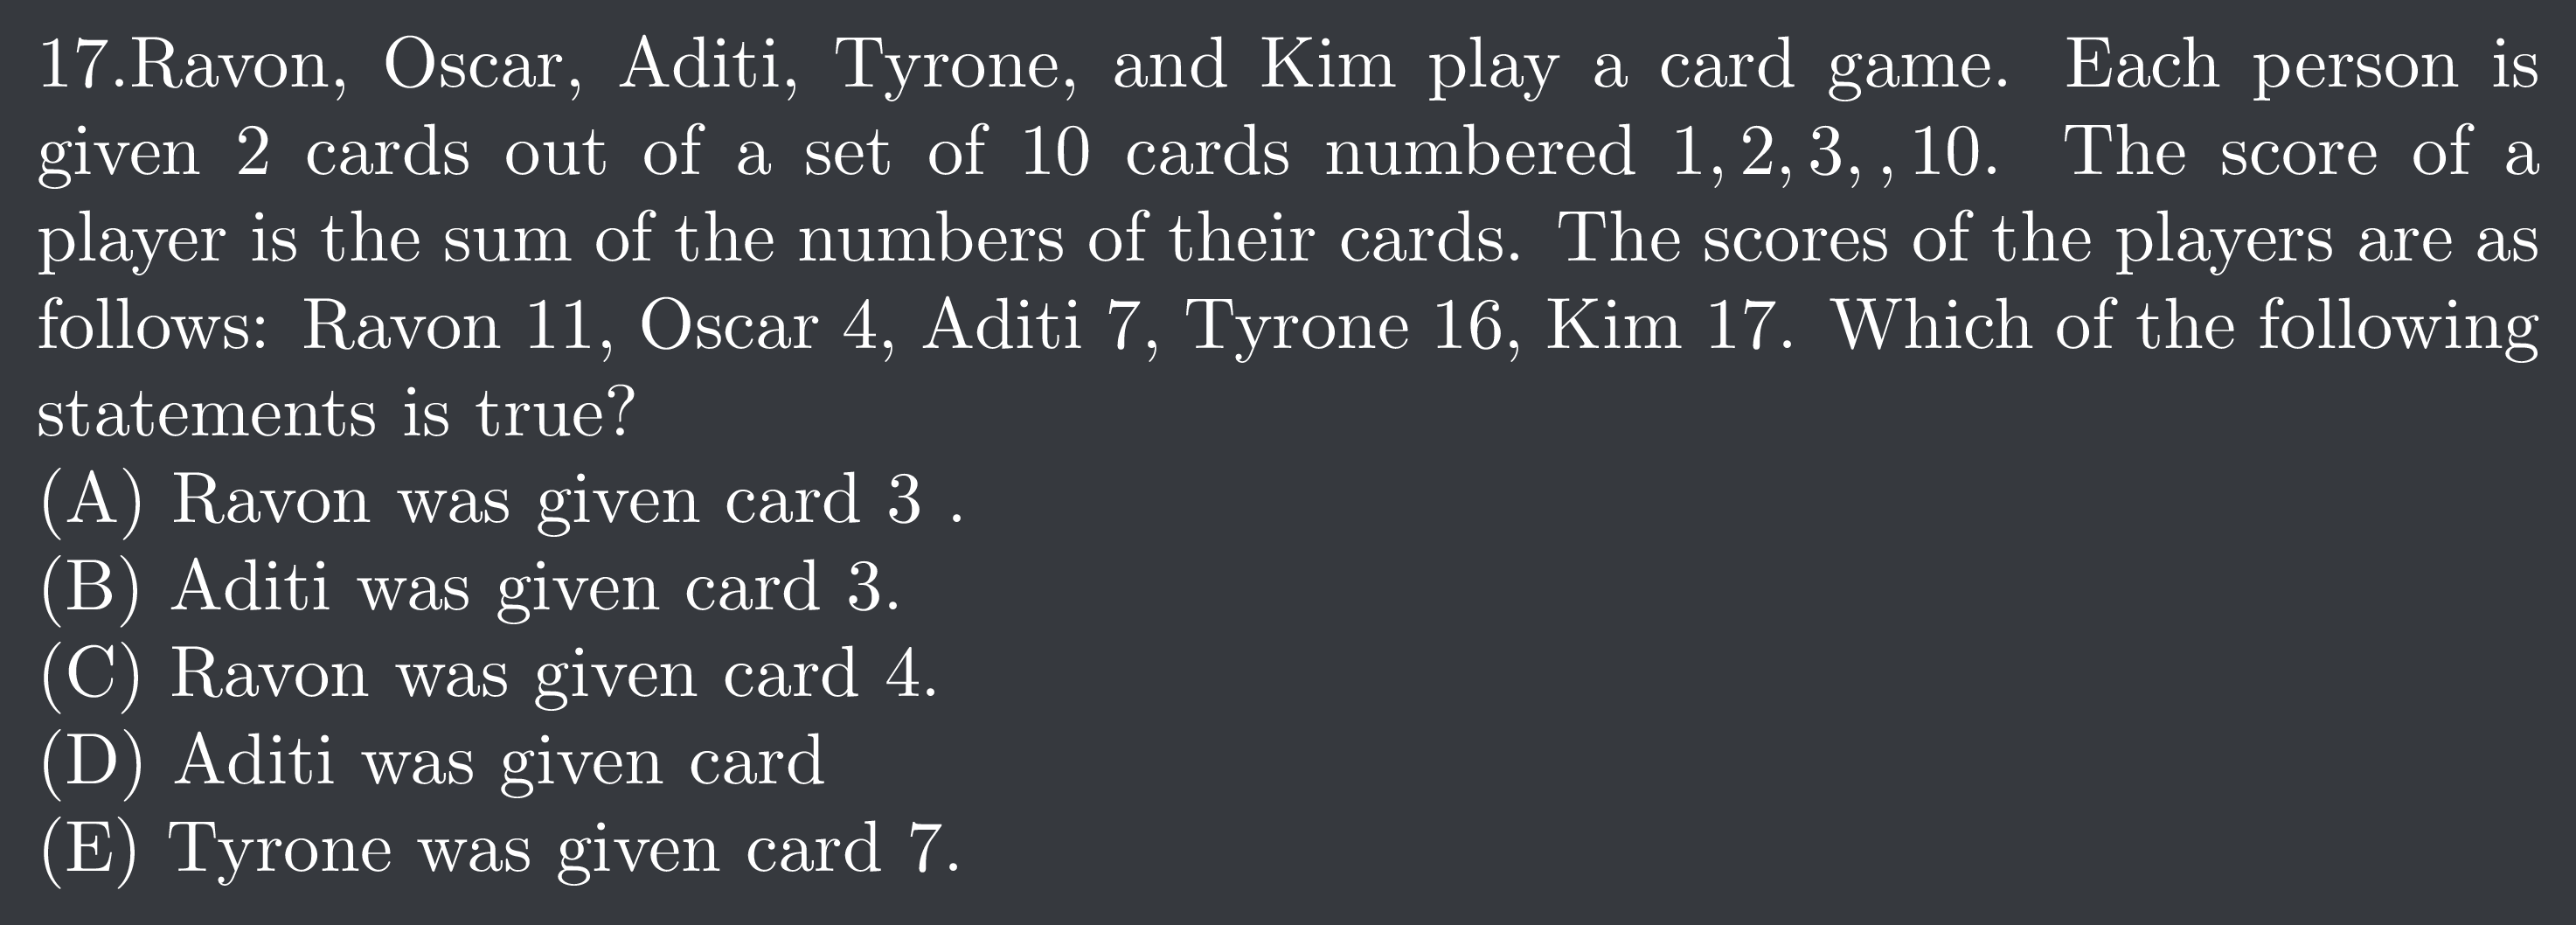 17.Ravon, Oscar, Aditi, Tyrone, and Kim play a card game. Each person is
given 2 cards out of a set of 10 cards numbered 1, 2, 3, , 10. The score of a
player is the sum of the numbers of their cards. The scores of the players are as
follows: Ravon 11, Oscar 4, Aditi 7, Tyrone 16, Kim 17. Which of the following
statements is true?
(A) Ravon was given card 3 .
(B) Aditi was given card 3.
(C) Ravon was given card 4.
(D) Aditi was given card
(E) Tyrone was given card 7.